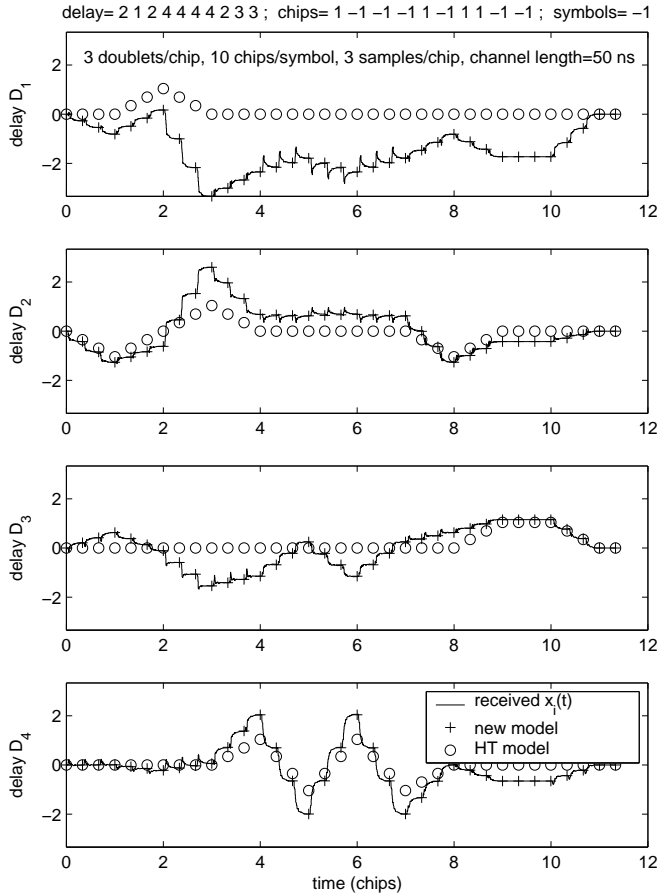 delay= 2 1 2 4 4 4 4 2 3 3 ;  chips= 1 −1 −1 −1 1 −1 1 1 −1 −1 ;  symbols= −1
3 doublets/chip, 10 chips/symbol, 3 samples/chip, channel length=50 ns
delay D1
2
0
−2
0 2 4 6 8 10 12
delay D2
2
0
−2
0 2 4 6 8 10 12
delay D3
2
0
−2
0 2 4 6 8 10 12
delay D4
2
0
−2
received xi(t)
new model
HT model
0 2 4 6 8 10 12
time (chips)